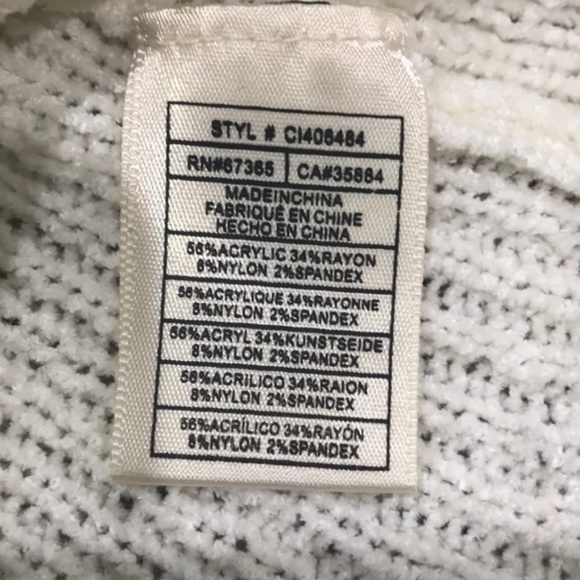 STYL # CI406484
RN#67365 CA#35864
MADEINCHINA
FABRIQUÉ EN CHINE
HECHO EN CHINA
56%ACRYLIC 34%RAYON
8%NYLON 2%SPANDEX
56%ACRYLIQUE 34%RAYONNE
8%NYLON 2%SPANDEX
56%ACRYL 34%KUNSTSEIDE
8%NYLON 2%SPANDEX
56%ACRILICO 34%RAION
8%NYLON 2%SPANDEX
56%ACRÍLICO 34%RAYÓN
8%NYLON 2%SPANDEX